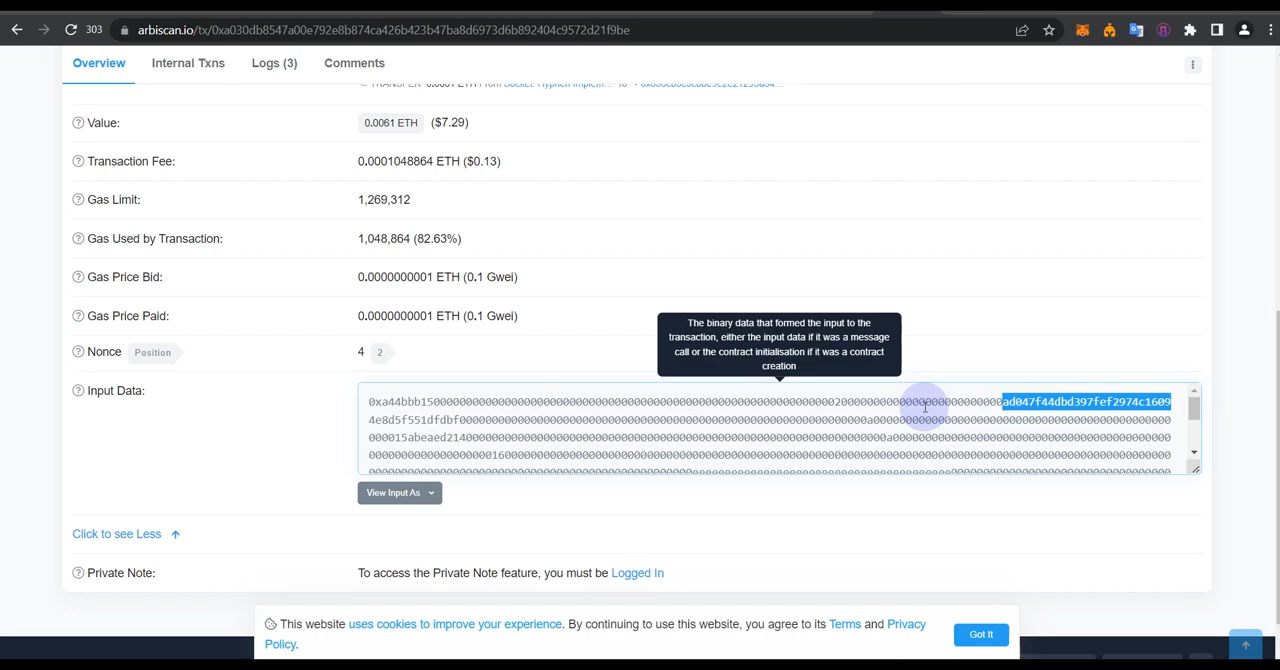 303
arbiscan.io/tx/0xa030db8547a00e792e8b874ca426b423b47ba8d6973d6b892404c9572d21f9be
Overview
Internal Txns
Logs (3)
Comments
Value:
0.0061 ETH
($7.29)
Transaction Fee:
0.0001048864 ETH ($0.13)
Gas Limit:
1,269,312
Gas Used by Transaction:
1,048,864 (82.63%)
Gas Price Bid:
0.0000000001 ETH (0.1 Gwei)
Gas Price Paid:
0.0000000001 ETH (0.1 Gwei)
The binary data that formed the input to the
transaction, either the input data if it was a message
call or the contract initialisation if it was a contract
creation
Nonce
Position
4
2
Input Data:
View Input As
Click to see Less
Private Note:
To access the Private Note feature, you must be Logged In
This website uses cookies to improve your experience. By continuing to use this website, you agree to its Terms and Privacy
Policy.
Got It